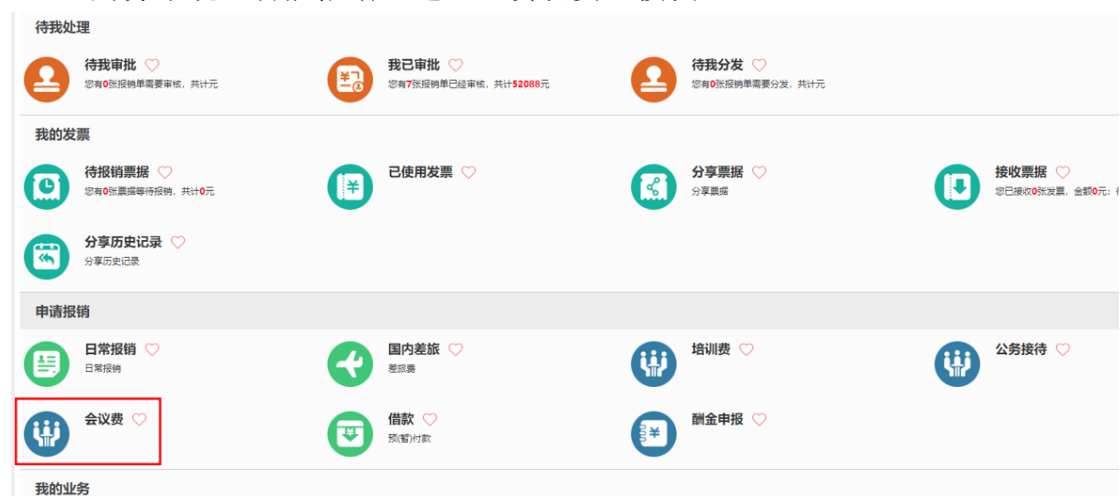 待我处理
待我审批
您有0张报销单需要审核，共计元
我已审批
您有7张报销单已经审核，共计52088元
待我分发
您有0张报销单需要分发，共计元
我的发票
待报销票据
您有0张票据等待报销，共计0元
已使用发票
分享票据
分享票据
接收票据
您已接收0张发票，金额0元；
分享历史记录
分享历史记录
申请报销
日常报销
日常报销
国内差旅
差旅费
培训费
公务接待
会议费
借款
预(暂)付款
酬金申报
我的业务